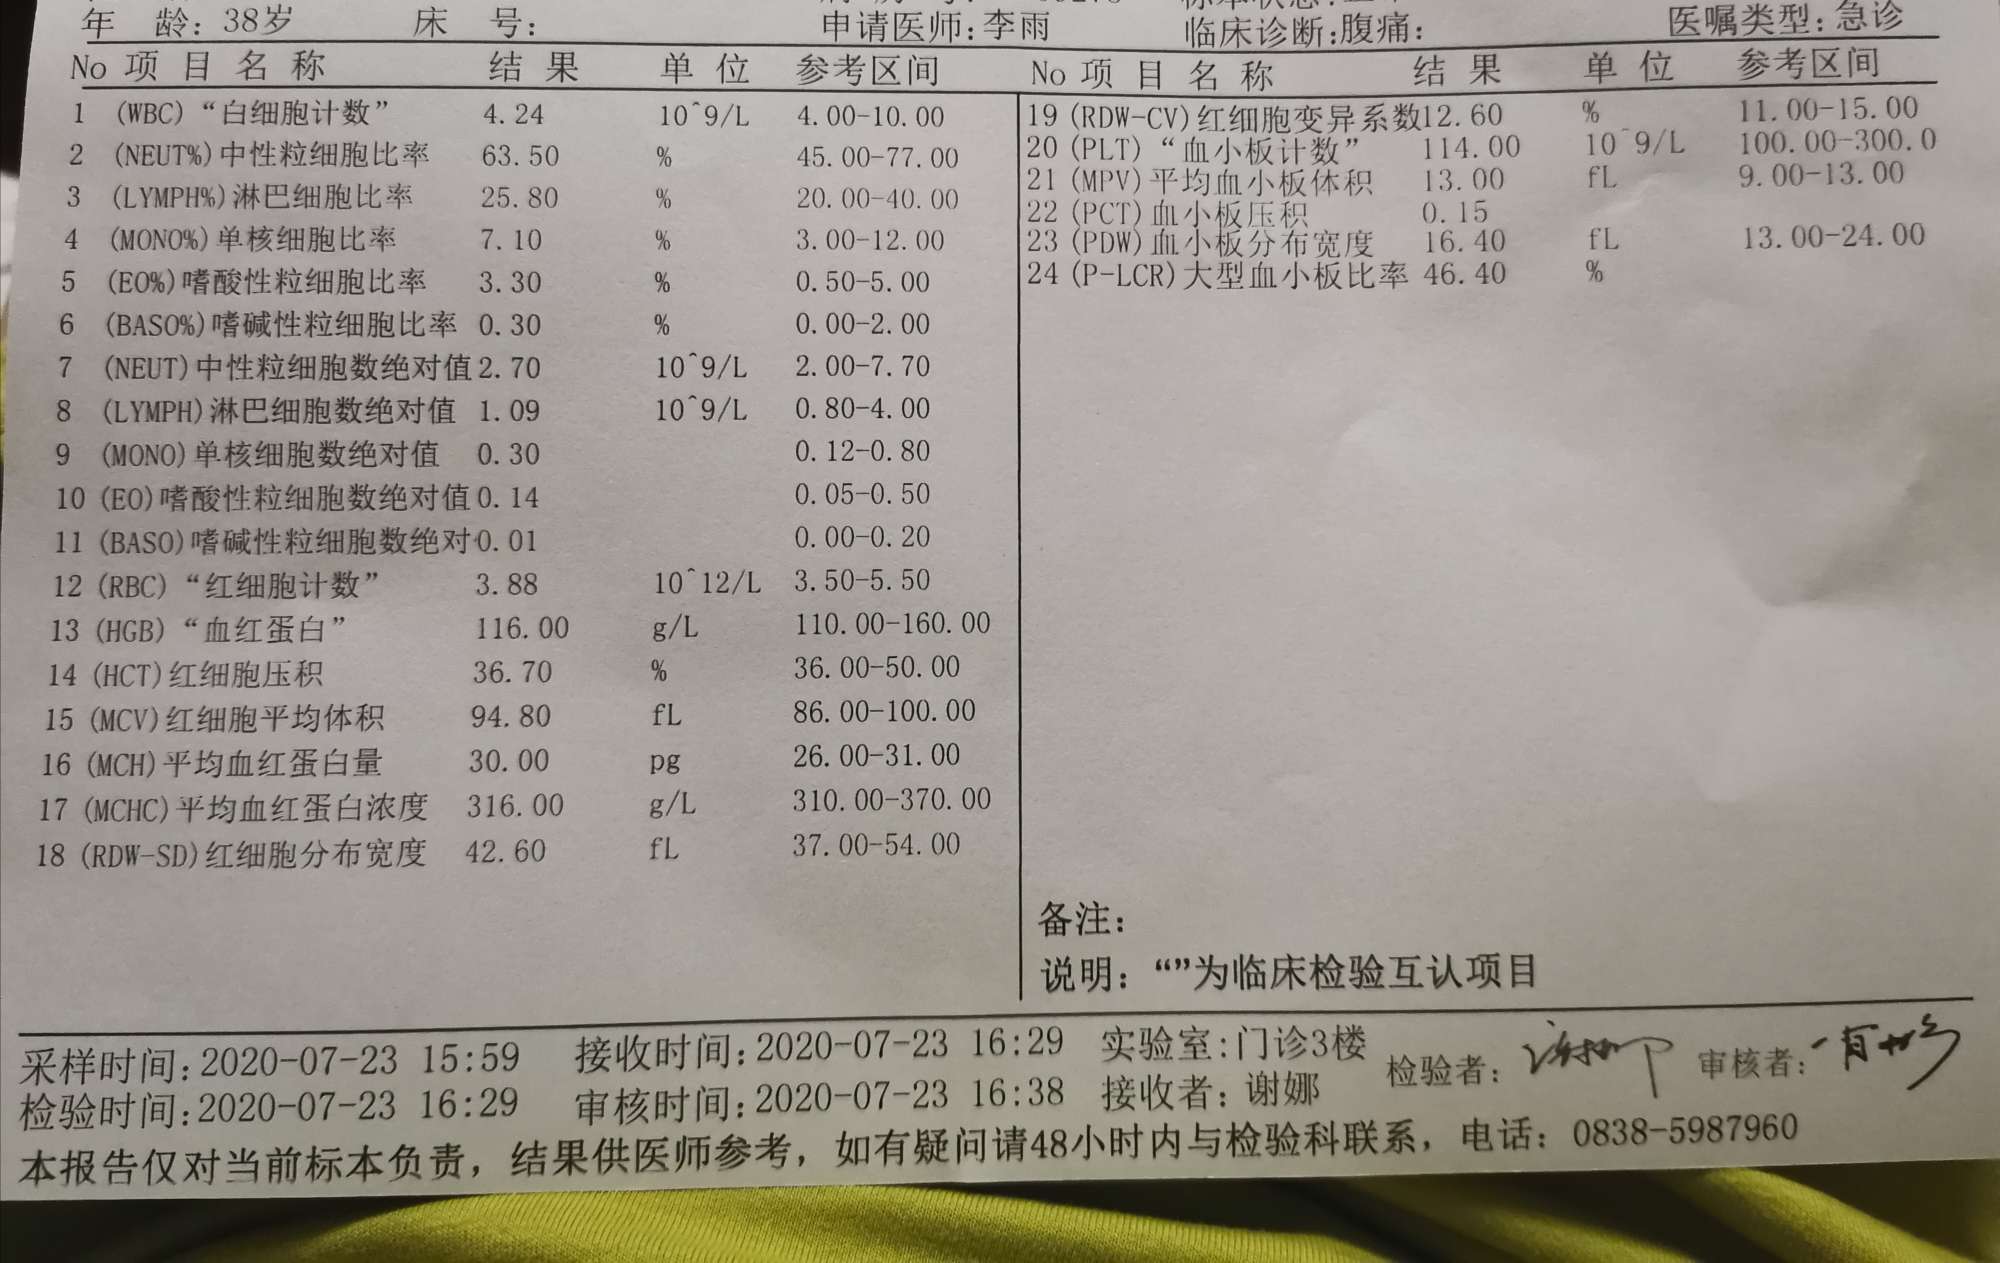 年 龄：38岁 床 号： 申请医师：李雨 临床诊断：腹痛： 医嘱类型：急诊
No 项 目 名 称 结 果 单 位 参考区间
1 (WBC)“白细胞计数” 4.24 10^9/L 4.00-10.00
2 (NEUT%)中性粒细胞比率 63.50 % 45.00-77.00
3 (LYMPH%)淋巴细胞比率 25.80 % 20.00-40.00
4 (MONO%)单核细胞比率 7.10 % 3.00-12.00
5 (EO%)嗜酸性粒细胞比率 3.30 % 0.50-5.00
6 (BASO%)嗜碱性粒细胞比率 0.30 % 0.00-2.00
7 (NEUT)中性粒细胞数绝对值 2.70 10^9/L 2.00-7.70
8 (LYMPH)淋巴细胞数绝对值 1.09 10^9/L 0.80-4.00
9 (MONO)单核细胞数绝对值 0.30 0.12-0.80
10 (EO)嗜酸性粒细胞数绝对值 0.14 0.05-0.50
11 (BASO)嗜碱性粒细胞数绝对 0.01 0.00-0.20
12 (RBC)“红细胞计数” 3.88 10^12/L 3.50-5.50
13 (HGB)“血红蛋白” 116.00 g/L 110.00-160.00
14 (HCT)红细胞压积 36.70 % 36.00-50.00
15 (MCV)红细胞平均体积 94.80 fL 86.00-100.00
16 (MCH)平均血红蛋白量 30.00 pg 26.00-31.00
17 (MCHC)平均血红蛋白浓度 316.00 g/L 310.00-370.00
18 (RDW-SD)红细胞分布宽度 42.60 fL 37.00-54.00
No 项 目 名 称 结 果 单 位 参考区间
19 (RDW-CV)红细胞变异系数 12.60 % 11.00-15.00
20 (PLT)“血小板计数” 114.00 10^9/L 100.00-300.0
21 (MPV)平均血小板体积 13.00 fL 9.00-13.00
22 (PCT)血小板压积 0.15
23 (PDW)血小板分布宽度 16.40 fL 13.00-24.00
24 (P-LCR)大型血小板比率 46.40 %
备注：
说明：“”为临床检验互认项目
采样时间：2020-07-23 15:59 接收时间：2020-07-23 16:29 实验室：门诊3楼 检验者： 审核者：
检验时间：2020-07-23 16:29 审核时间：2020-07-23 16:38 接收者：谢娜
本报告仅对当前标本负责，结果供医师参考，如有疑问请48小时内与检验科联系，电话：0838-5987960